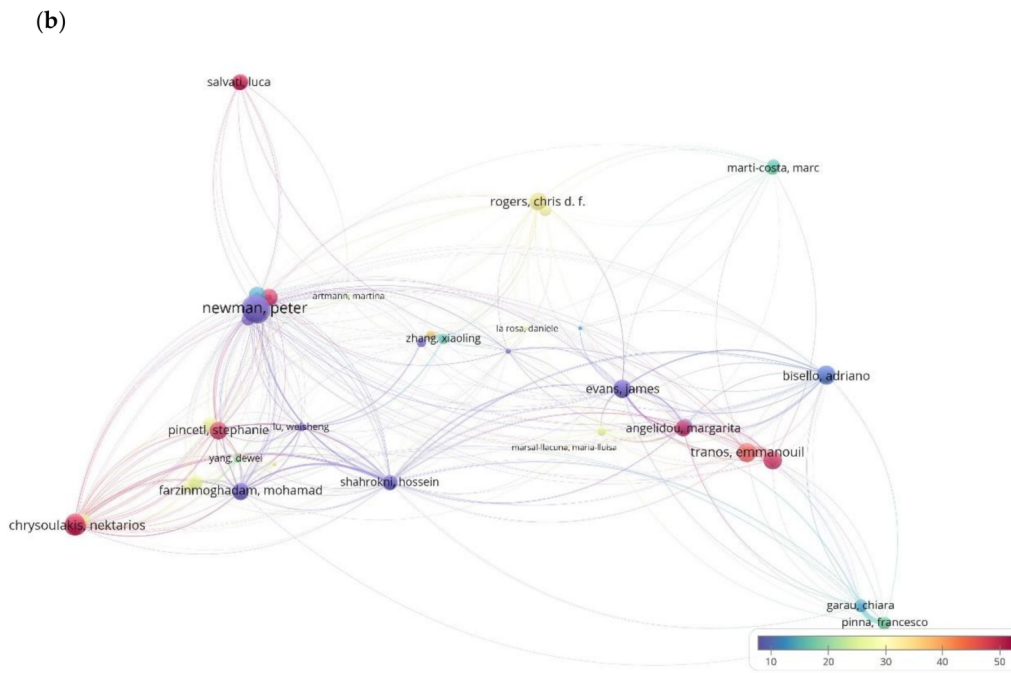 (b)
salvati, luca
marti-costa, marc
rogers, chris d. f.
artmann, martina
newman, peter
la rosa, daniele
zhang, xiaoling
bisello, adriano
evans, james
pincetl, stephanie
fu, weisheng
angelidou, margarita
marsal-llacuna, maria-lluisa
tranos, emmanouil
yang, dewei
shahrokni, hossein
farzinmoghadam, mohamad
chrysoulakis, nektarios
garau, chiara
pinna, francesco
10 20 30 40 50